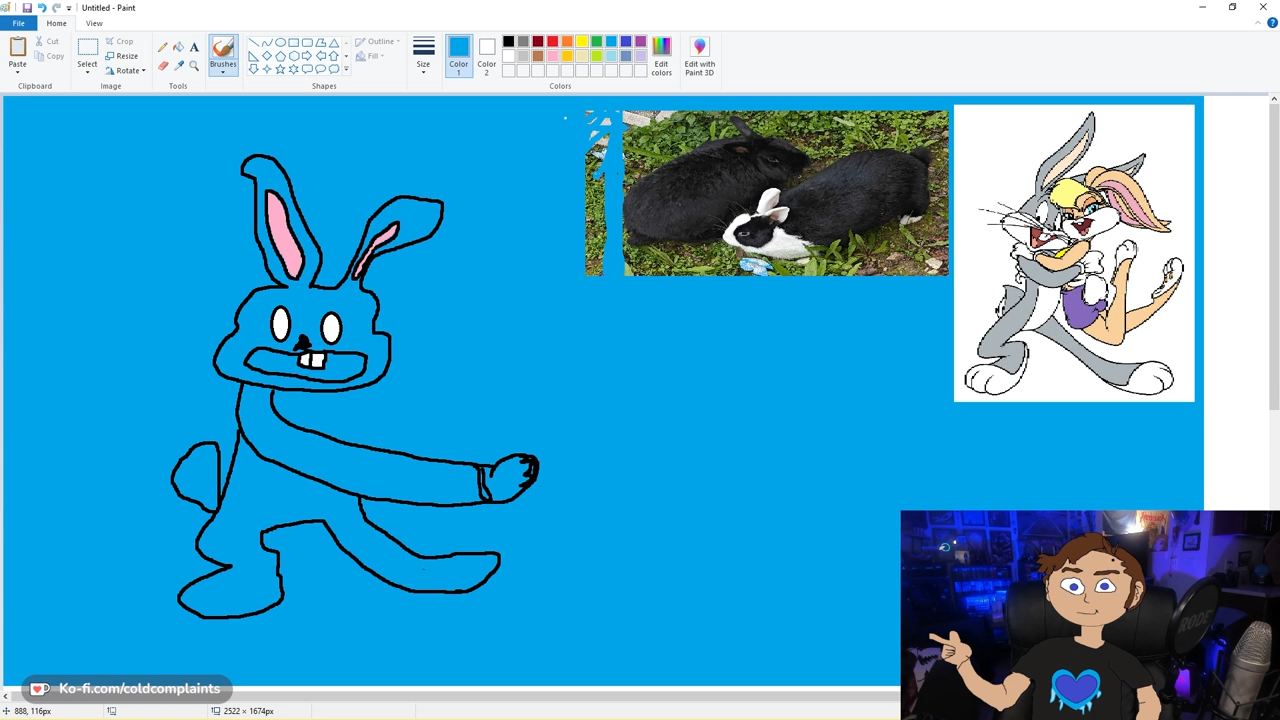 Untitled - Paint
File
Home
View
Paste
Cut
Copy
Clipboard
Select
Crop
Resize
Rotate
Image
A
Tools
Brushes
Shapes
Outline
Fill
Size
Color
1
Color
2
Edit
colors
Colors
Edit with
Paint 3D
RODE
Ko-fi.com/coldcomplaints
888, 116px
2522 × 1674px